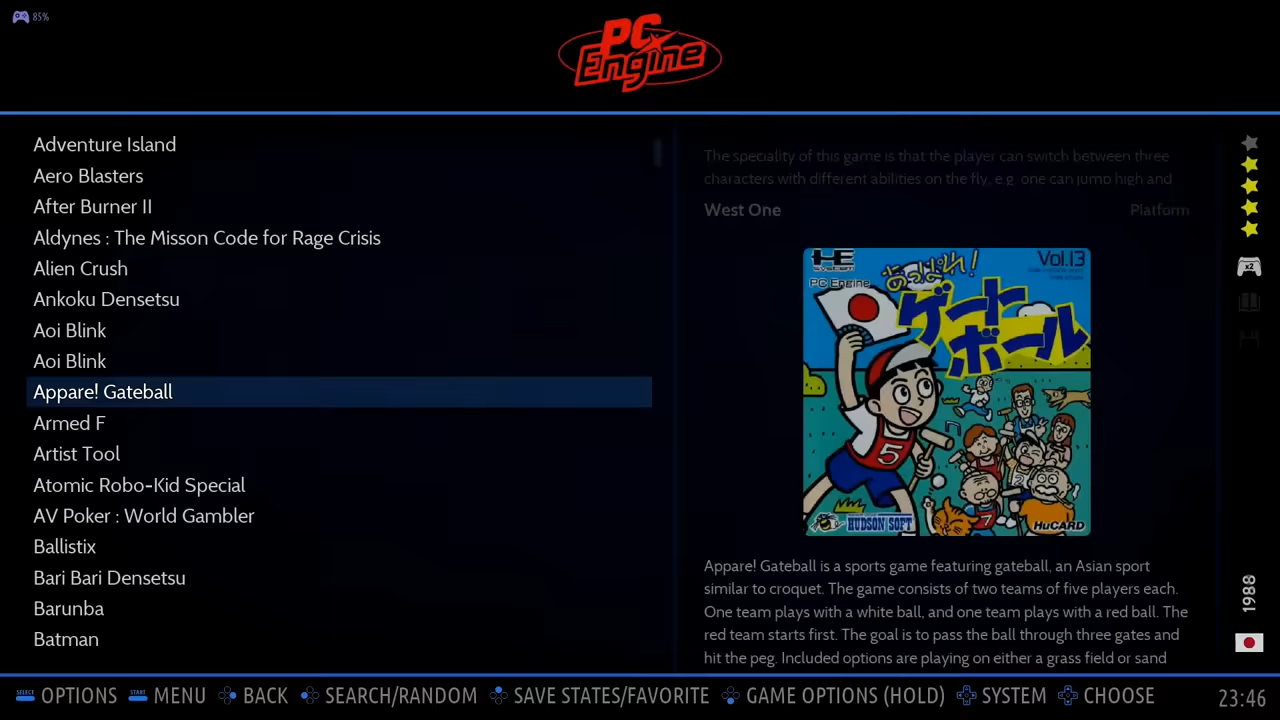 85%
PC Engine
Adventure Island
Aero Blasters
After Burner II
Aldynes : The Misson Code for Rage Crisis
Alien Crush
Ankoku Densetsu
Aoi Blink
Aoi Blink
Appare! Gateball
Armed F
Artist Tool
Atomic Robo-Kid Special
AV Poker : World Gambler
Ballistix
Bari Bari Densetsu
Barunba
Batman
The speciality of this game is that the player can switch between three
characters with different abilities on the fly, e.g. one can jump high and
West One
Platform
HE SYSTEM
Vol.13
PC Engine
あっぱれ!
ゲート
ボール
5
2
7
HUDSON SOFT
HuCARD
Appare! Gateball is a sports game featuring gateball, an Asian sport
similar to croquet. The game consists of two teams of five players each.
One team plays with a white ball, and one team plays with a red ball. The
red team starts first. The goal is to pass the ball through three gates and
hit the peg. Included options are playing on either a grass field or sand
x2
1988
SELECT OPTIONS START MENU BACK SEARCH/RANDOM SAVE STATES/FAVORITE GAME OPTIONS (HOLD) SYSTEM CHOOSE 23:46